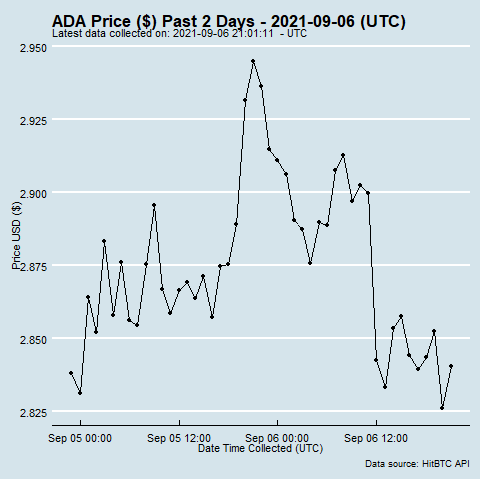 ADA Price ($) Past 2 Days - 2021-09-06 (UTC)
Latest data collected on: 2021-09-06 21:01:11  - UTC
2.950
2.925
2.900
2.875
2.850
2.825
Price USD ($)
Sep 05 00:00
Sep 05 12:00
Sep 06 00:00
Sep 06 12:00
Date Time Collected (UTC)
Data source: HitBTC API